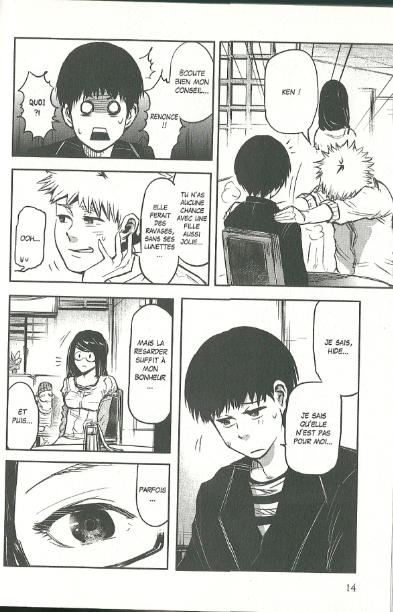 KEN !
ÉCOUTE
BIEN MON
CONSEIL...
RENONCE
!!
QUOI
?!
TU N'AS
AUCUNE
CHANCE
AVEC UNE
FILLE
AUSSI
JOLIE...
ELLE
FERAIT
DES
RAVAGES,
SANS SES
LUNETTES
...
OOH...
JE SAIS,
HIDE...
JE SAIS
QU'ELLE
N'EST PAS
POUR MOI...
MAIS LA
REGARDER
SUFFIT À
MON
BONHEUR
...
ET
PUIS...
PARFOIS
...
14